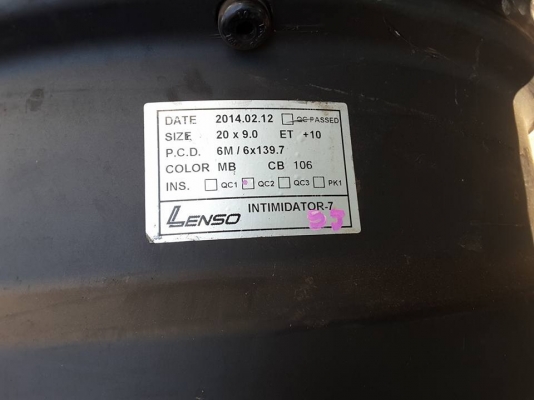 DATE 2014.02.12 QC PASSED
SIZE 20 x 9.0 ET +10
P.C.D. 6M / 6x139.7
COLOR MB CB 106
INS. QC1 QC2 QC3 PK1
LENSO INTIMIDATOR-7